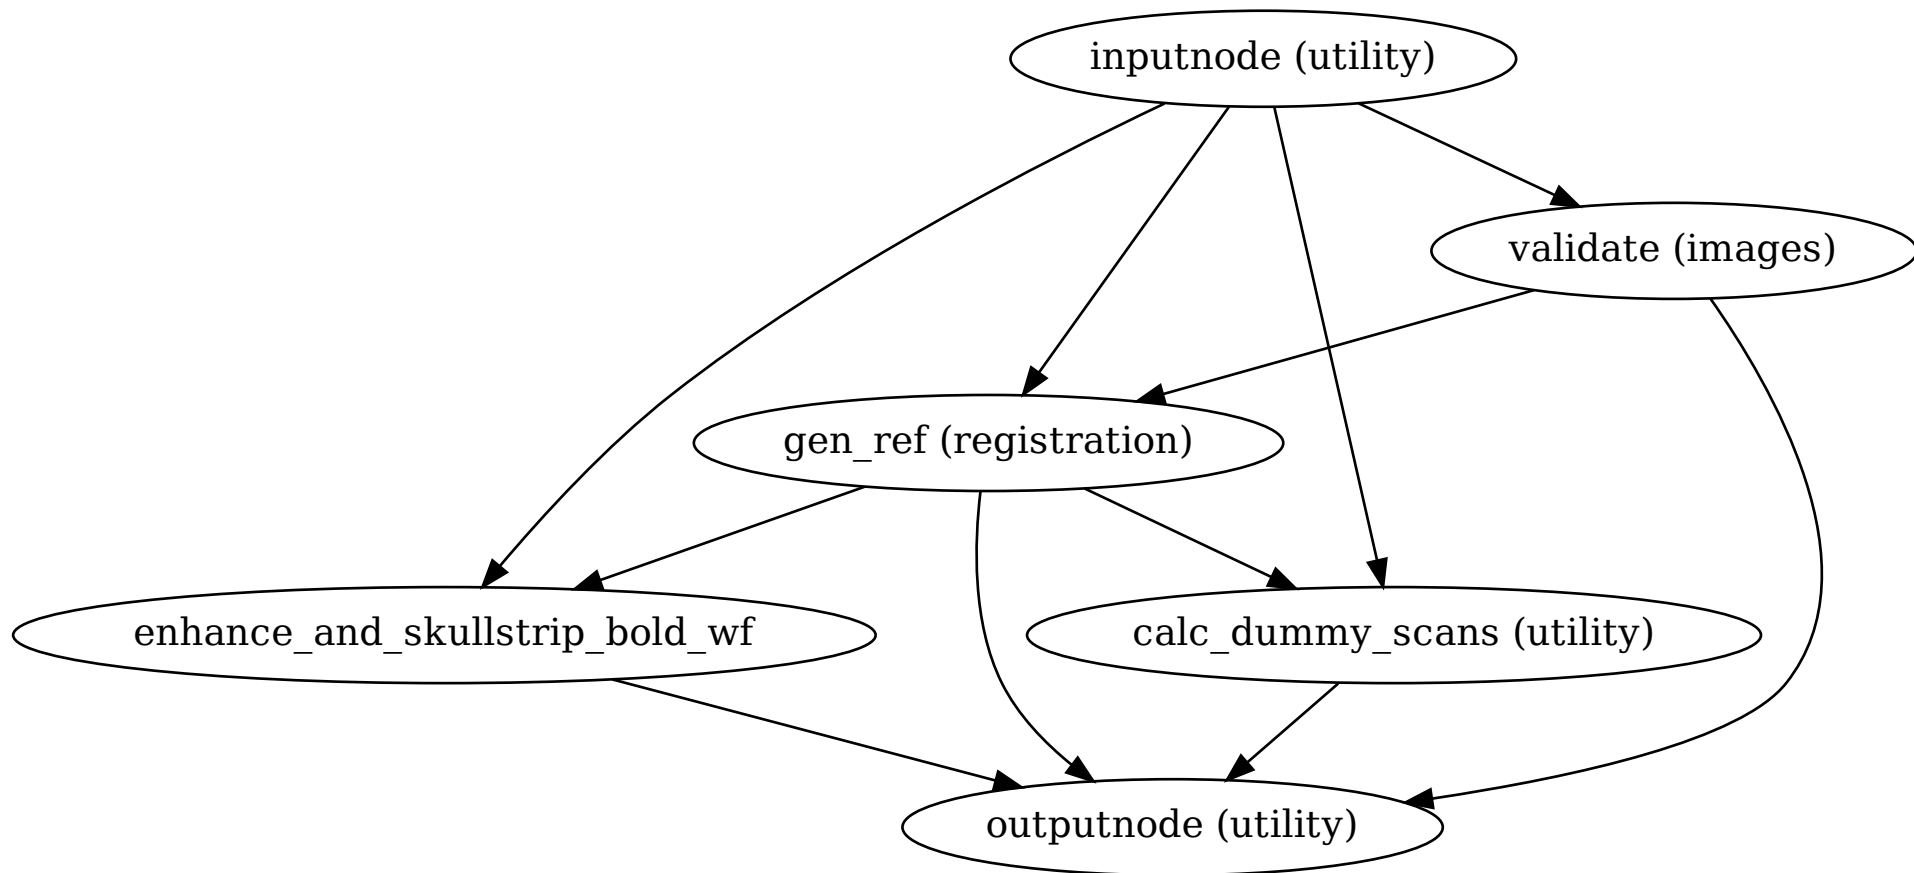 inputnode (utility)
validate (images)
gen_ref (registration)
enhance_and_skullstrip_bold_wf
calc_dummy_scans (utility)
outputnode (utility)